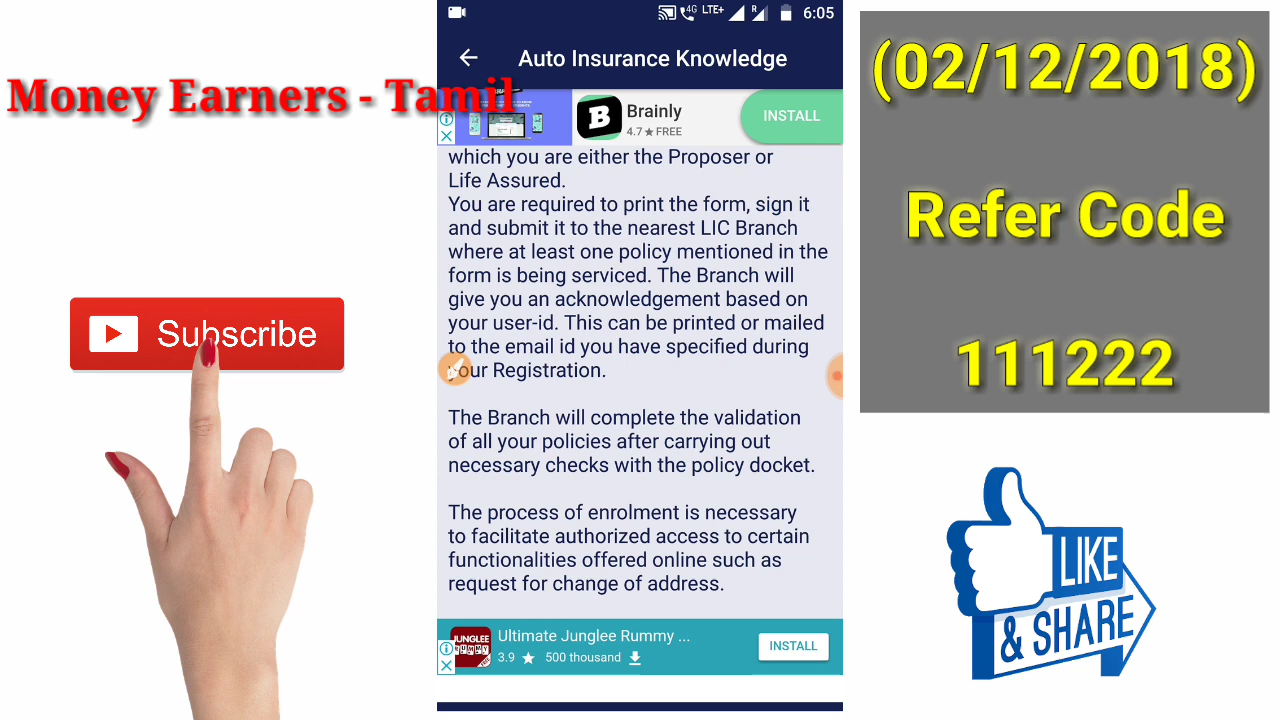 4G LTE+ R 6:05
Auto Insurance Knowledge
Money Earners - Tamil
B Brainly
4.7★FREE
INSTALL
which you are either the Proposer or
Life Assured.
You are required to print the form, sign it
and submit it to the nearest LIC Branch
where at least one policy mentioned in the
form is being serviced. The Branch will
give you an acknowledgement based on
your user-id. This can be printed or mailed
to the email id you have specified during
your Registration.
The Branch will complete the validation
of all your policies after carrying out
necessary checks with the policy docket.
The process of enrolment is necessary
to facilitate authorized access to certain
functionalities offered online such as
request for change of address.
JUNGLEE
RUMMY
Ultimate Junglee Rummy ...
3.9 ★ 500 thousand
INSTALL
Subscribe
(02/12/2018)
Refer Code
111222
LIKE
& SHARE